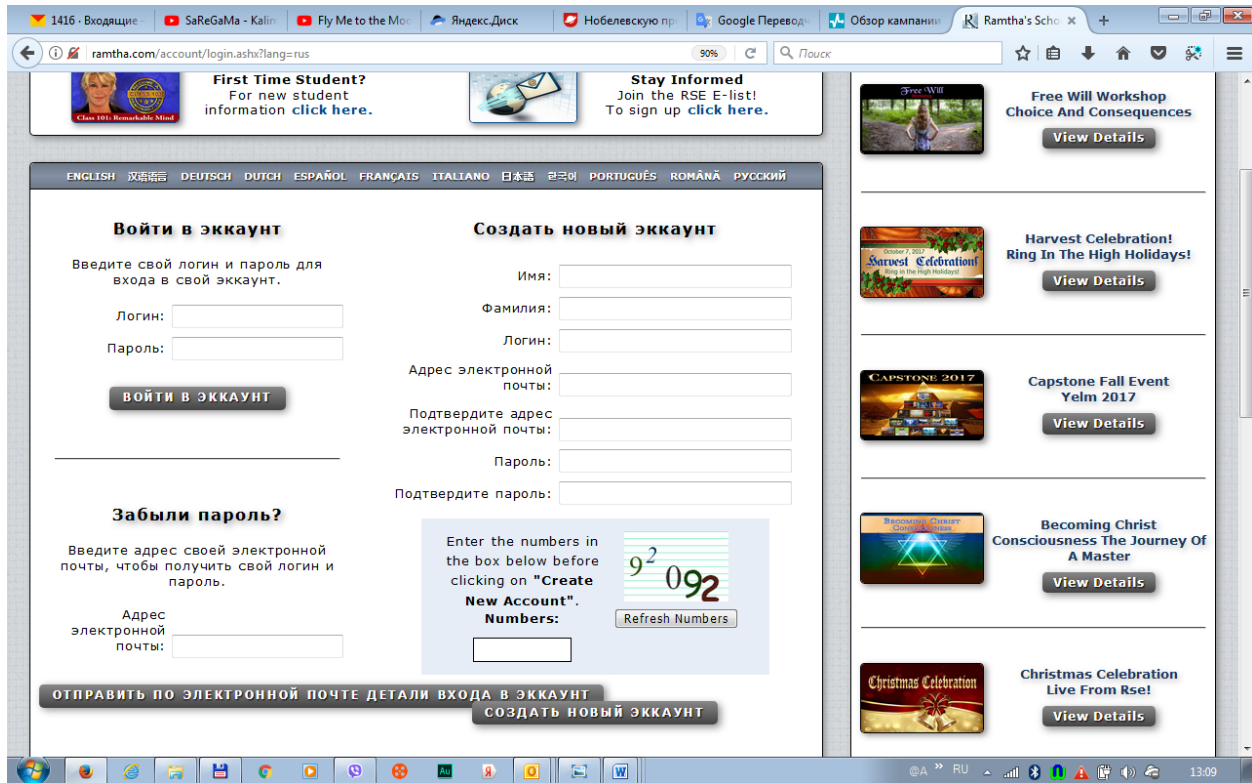 1416 · Входящие -
SaReGaMa - Kalin
Fly Me to the Moo
Яндекс.Диск
Нобелевскую пр
Google Переводч
Обзор кампании
Ramtha's Scho
ramtha.com/account/login.ashx?lang=rus
90%
Поиск
Class 101: Remarkable Mind
First Time Student?
For new student
information click here.
Stay Informed
Join the RSE E-list!
To sign up click here.
ENGLISH 汉语语言 DEUTSCH DUTCH ESPAÑOL FRANÇAIS ITALIANO 日本語 한국어 PORTUGUÊS ROMÂNĂ РУССКИЙ
Войти в эккаунт
Введите свой логин и пароль для
входа в свой эккаунт.
Логин:
Пароль:
ВОЙТИ В ЭККАУНТ
Забыли пароль?
Введите адрес своей электронной
почты, чтобы получить свой логин и
пароль.
Адрес
электронной
почты:
ОТПРАВИТЬ ПО ЭЛЕКТРОННОЙ ПОЧТЕ ДЕТАЛИ ВХОДА В ЭККАУНТ
Создать новый эккаунт
Имя:
Фамилия:
Логин:
Адрес электронной
почты:
Подтвердите адрес
электронной почты:
Пароль:
Подтвердите пароль:
Enter the numbers in
the box below before
clicking on "Create
New Account".
Numbers:
92092
Refresh Numbers
СОЗДАТЬ НОВЫЙ ЭККАУНТ
Free Will
Free Will Workshop
Choice And Consequences
View Details
October 7, 2017
Harvest Celebration!
Ring in the High Holidays!
Harvest Celebration!
Ring In The High Holidays!
View Details
CAPSTONE 2017
Capstone Fall Event
Yelm 2017
View Details
BECOMING CHRIST
CONSCIOUSNESS
Becoming Christ
Consciousness The Journey Of
A Master
View Details
Christmas Celebration
Christmas Celebration
Live From Rse!
View Details
@A
RU
13:09